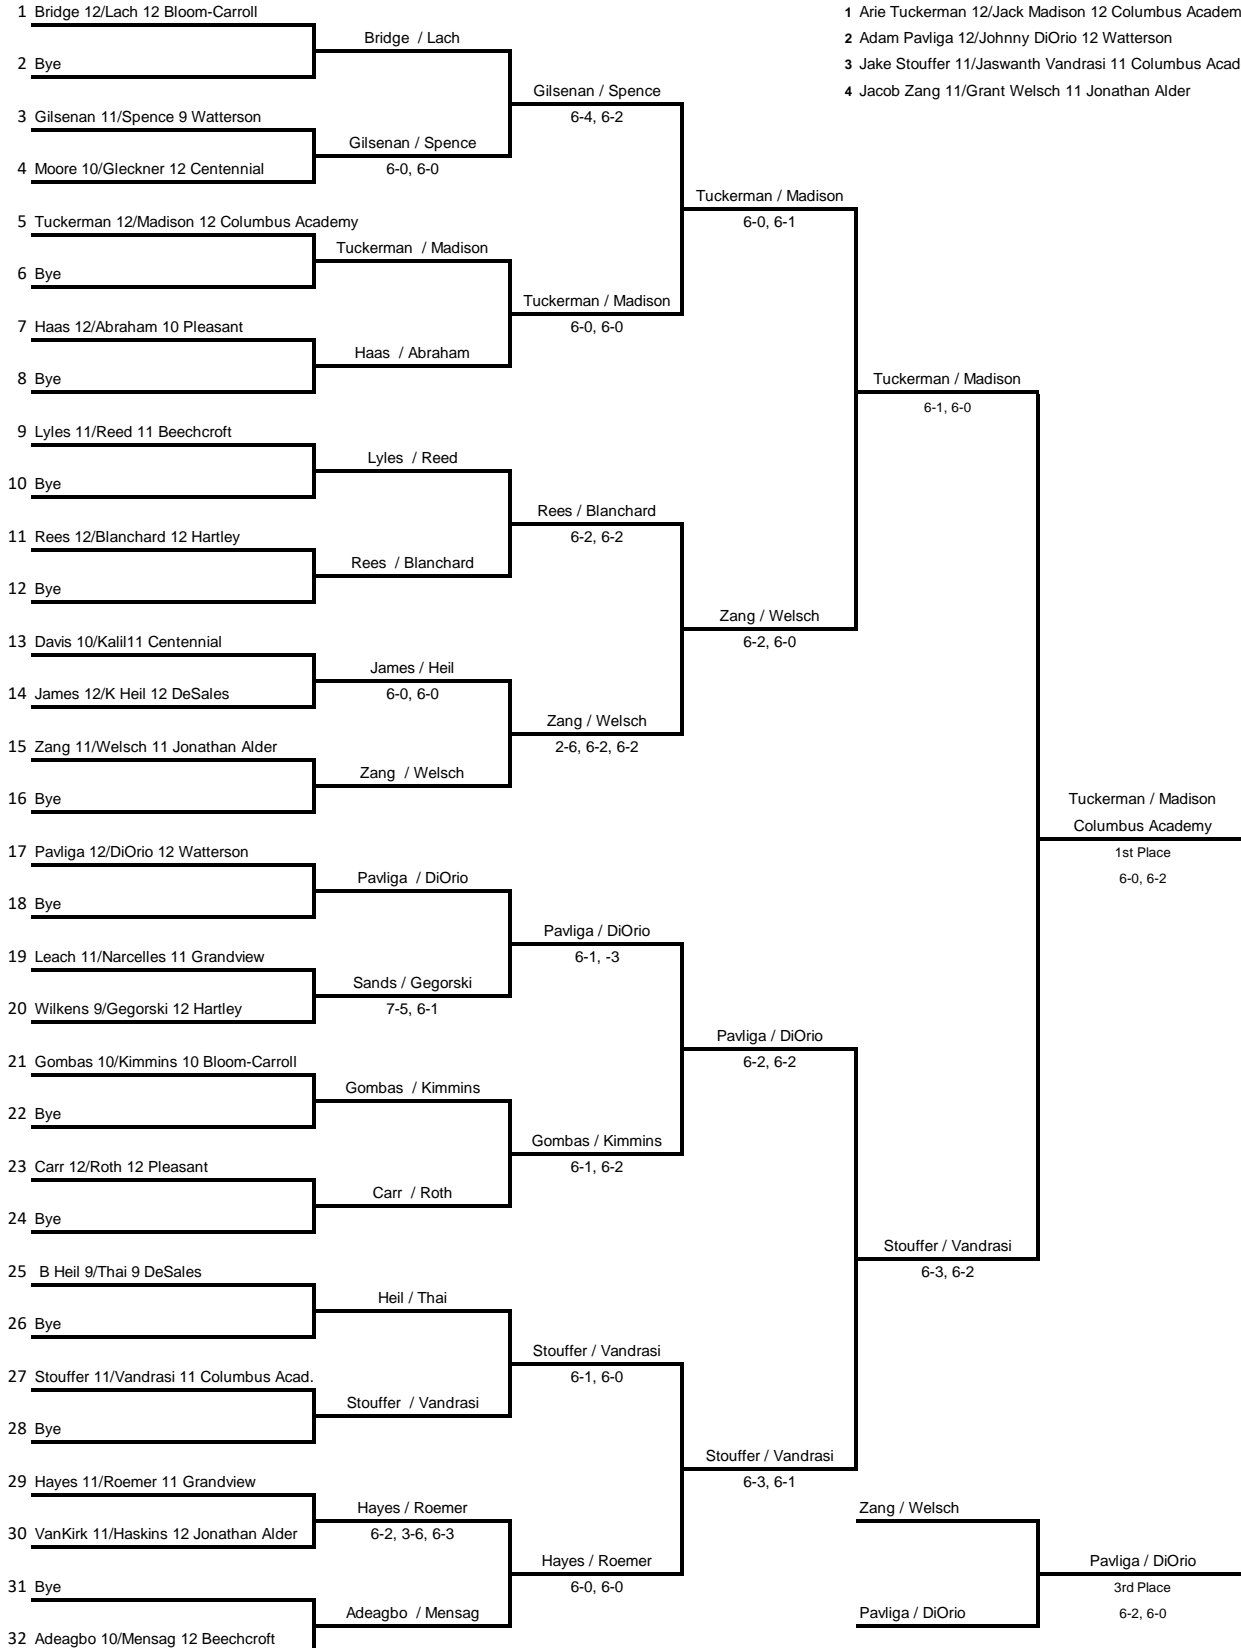 1 Bridge 12/Lach 12 Bloom-Carroll
2 Bye
3 Gilsenan 11/Spence 9 Watterson
4 Moore 10/Gleckner 12 Centennial
5 Tuckerman 12/Madison 12 Columbus Academy
6 Bye
7 Haas 12/Abraham 10 Pleasant
8 Bye
9 Lyles 11/Reed 11 Beechcroft
10 Bye
11 Rees 12/Blanchard 12 Hartley
12 Bye
13 Davis 10/Kalil11 Centennial
14 James 12/K Heil 12 DeSales
15 Zang 11/Welsch 11 Jonathan Alder
16 Bye
17 Pavliga 12/DiOrio 12 Watterson
18 Bye
19 Leach 11/Narcelles 11 Grandview
20 Wilkens 9/Gegorski 12 Hartley
21 Gombas 10/Kimmins 10 Bloom-Carroll
22 Bye
23 Carr 12/Roth 12 Pleasant
24 Bye
25 B Heil 9/Thai 9 DeSales
26 Bye
27 Stouffer 11/Vandrasi 11 Columbus Acad.
28 Bye
29 Hayes 11/Roemer 11 Grandview
30 VanKirk 11/Haskins 12 Jonathan Alder
31 Bye
32 Adeagbo 10/Mensag 12 Beechcroft
Bridge / Lach
Gilsenan / Spence
6-0, 6-0
Tuckerman / Madison
Haas / Abraham
Lyles / Reed
Rees / Blanchard
James / Heil
6-0, 6-0
Zang / Welsch
Pavliga / DiOrio
Sands / Gegorski
7-5, 6-1
Gombas / Kimmins
Carr / Roth
Heil / Thai
Stouffer / Vandrasi
Hayes / Roemer
6-2, 3-6, 6-3
Adeagbo / Mensag
Gilsenan / Spence
6-4, 6-2
Tuckerman / Madison
6-0, 6-0
Rees / Blanchard
6-2, 6-2
Zang / Welsch
2-6, 6-2, 6-2
Pavliga / DiOrio
6-1, -3
Gombas / Kimmins
6-1, 6-2
Stouffer / Vandrasi
6-1, 6-0
Hayes / Roemer
6-0, 6-0
Tuckerman / Madison
6-0, 6-1
Zang / Welsch
6-2, 6-0
Pavliga / DiOrio
6-2, 6-2
Stouffer / Vandrasi
6-3, 6-1
1 Arie Tuckerman 12/Jack Madison 12 Columbus Academ
2 Adam Pavliga 12/Johnny DiOrio 12 Watterson
3 Jake Stouffer 11/Jaswanth Vandrasi 11 Columbus Acad
4 Jacob Zang 11/Grant Welsch 11 Jonathan Alder
Tuckerman / Madison
6-1, 6-0
Stouffer / Vandrasi
6-3, 6-2
Tuckerman / Madison
Columbus Academy
1st Place
6-0, 6-2
Zang / Welsch
Pavliga / DiOrio
Pavliga / DiOrio
3rd Place
6-2, 6-0